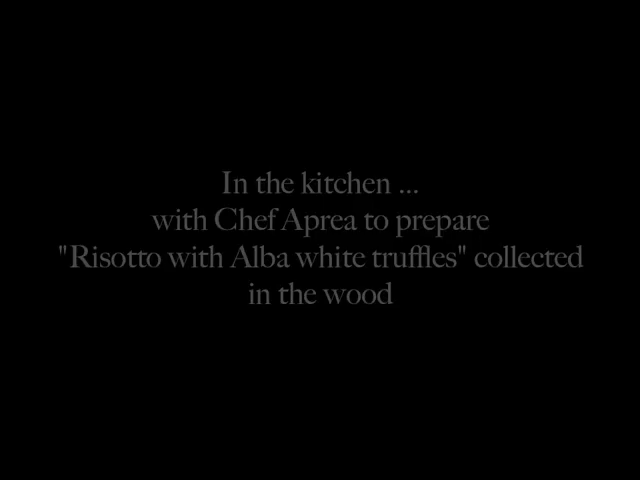 In the kitchen ...
with Chef Aprea to prepare
"Risotto with Alba white truffles" collected
in the wood